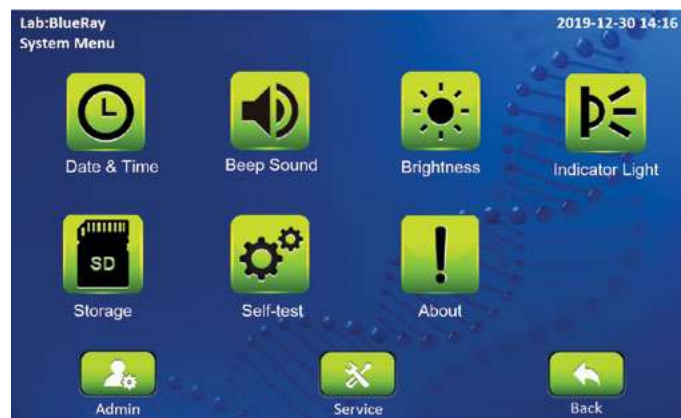 Lab:BlueRay 2019-12-30 14:16
System Menu
Date & Time Beep Sound Brightness Indicator Light
SD
Storage Self-test About
Admin Service Back